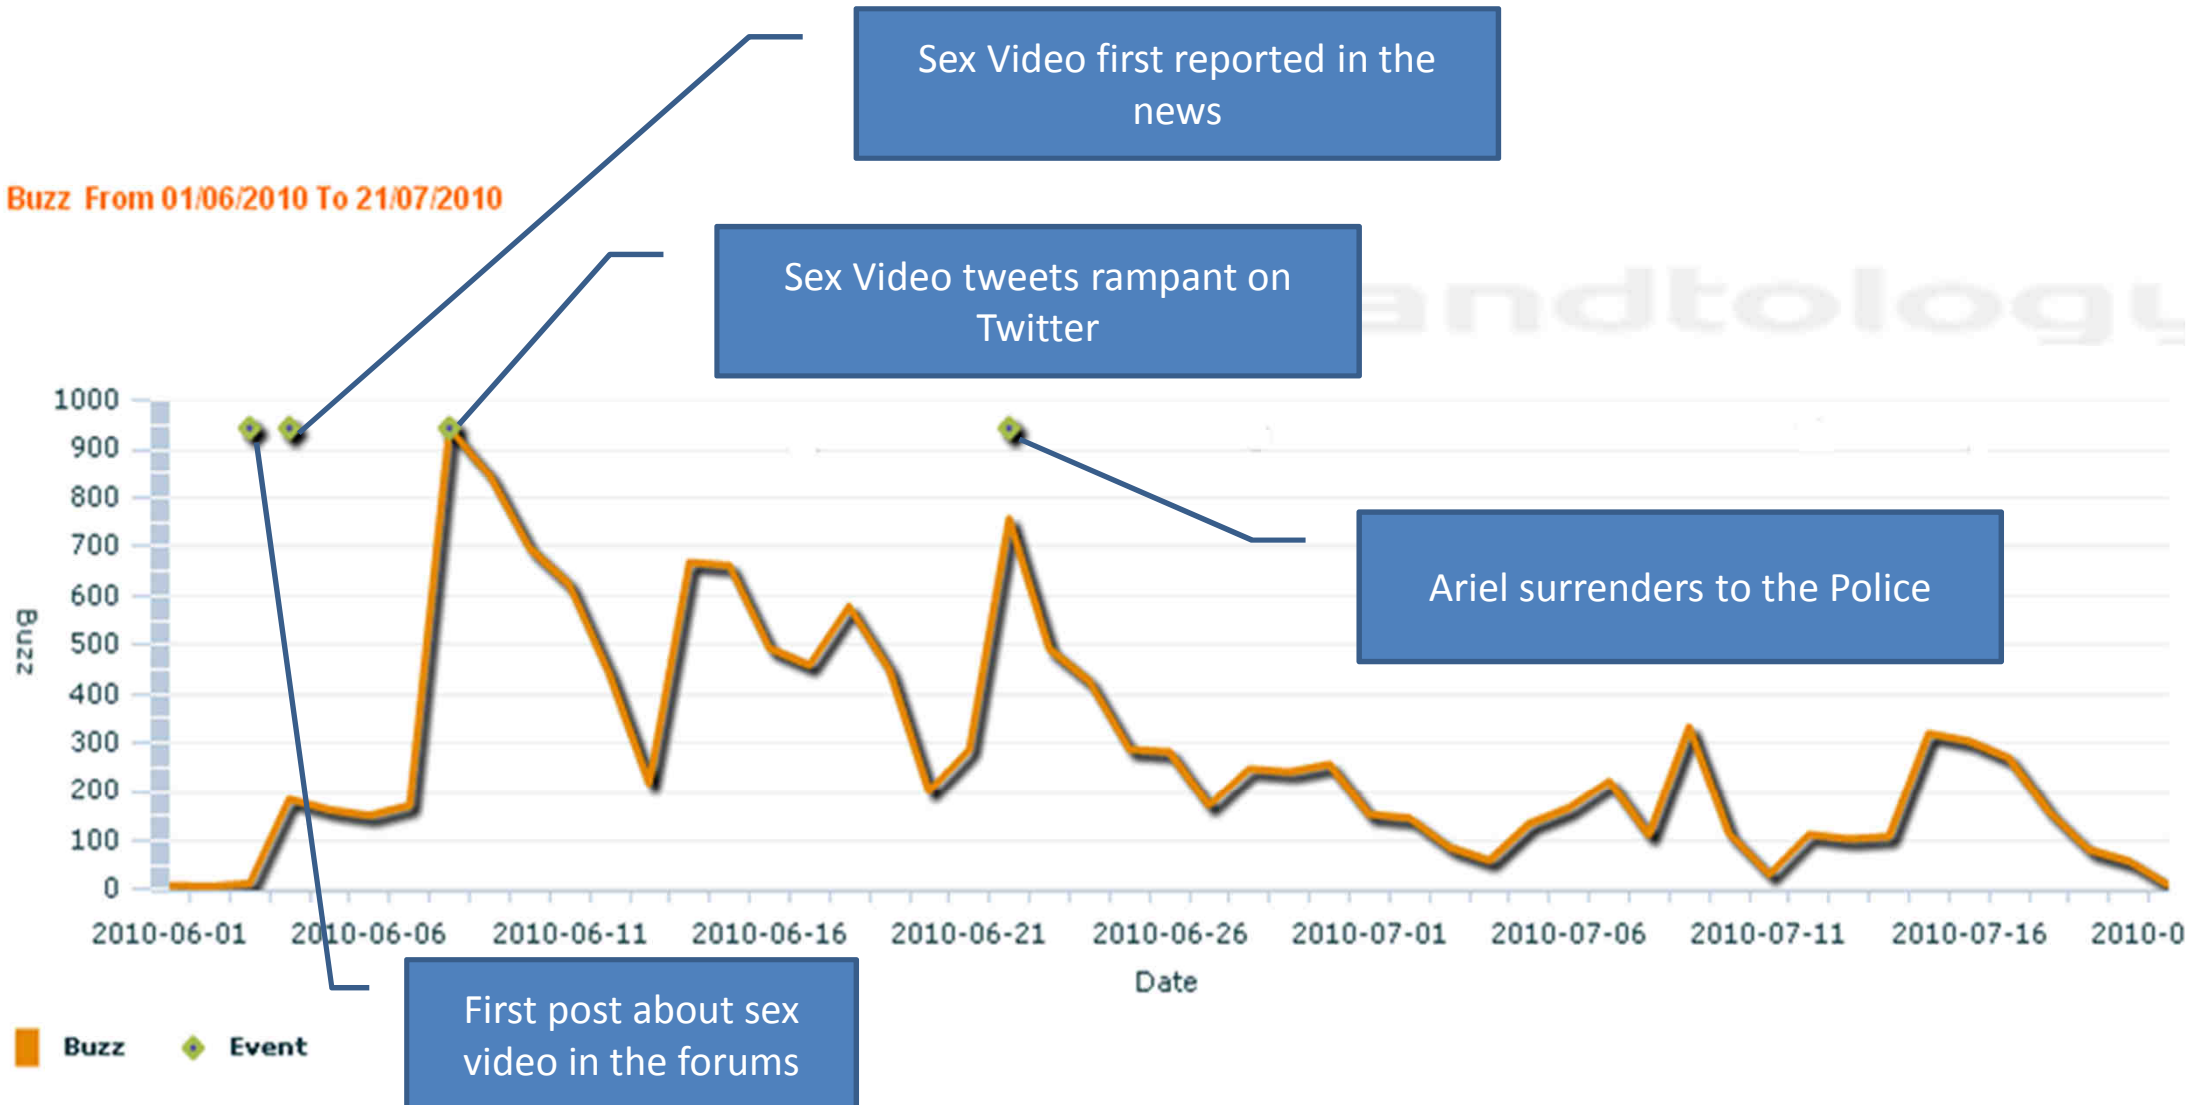 Sex Video first reported in the
news
Buzz From 01/06/2010 To 21/07/2010
Sex Video tweets rampant on
Twitter
andtology
1000
900
800
700
600
500
400
300
200
100
0
Buzz
Ariel surrenders to the Police
2010-06-01 2010-06-06 2010-06-11 2010-06-16 2010-06-21 2010-06-26 2010-07-01 2010-07-06 2010-07-11 2010-07-16 2010-0
Date
First post about sex
video in the forums
Buzz Event